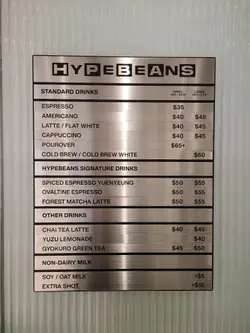 HYPEBEANS
STANDARD DRINKS SMALL LARGE
ESPRESSO $35
AMERICANO $40 $45
LATTE / FLAT WHITE $40 $45
CAPPUCCINO $40 $45
POUROVER $65+
COLD BREW / COLD BREW WHITE $60
HYPEBEANS SIGNATURE DRINKS
SPICED ESPRESSO YUENYEUNG $50 $55
OVALTINE ESPRESSO $50 $55
FOREST MATCHA LATTE $50 $55
OTHER DRINKS
CHAI TEA LATTE $40 $45
YUZU LEMONADE $40
GYOKURO GREEN TEA $45 $50
NON-DAIRY MILK
SOY / OAT MILK +$5
EXTRA SHOT +$10